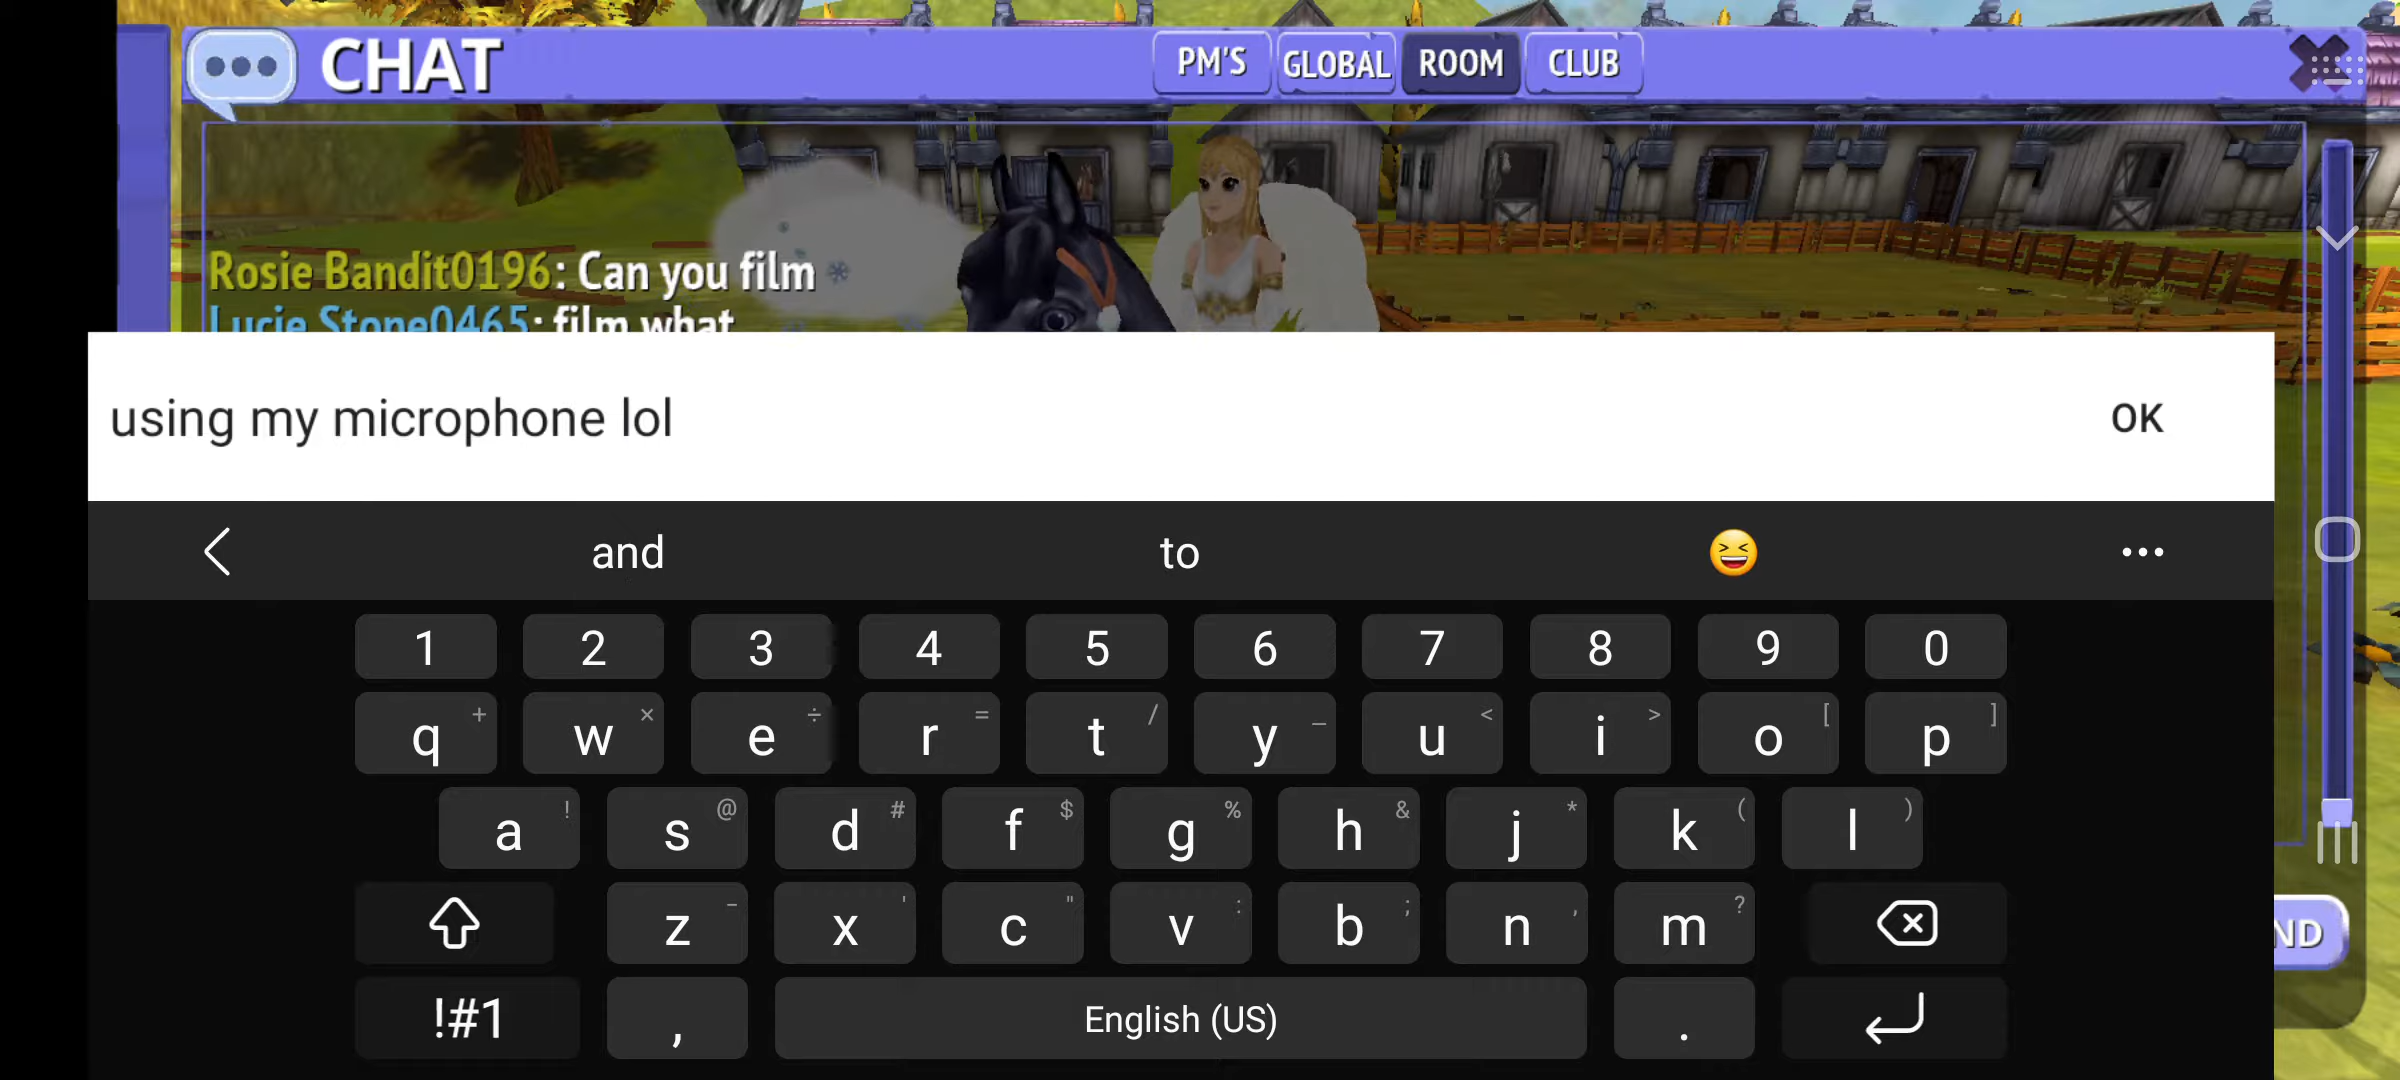 CHAT
PM'S GLOBAL ROOM CLUB
Rosie Bandit0196: Can you film
Lucie Stone0465: film what
using my microphone lol OK
and to 😆 ...
1 2 3 4 5 6 7 8 9 0
q + w × e ÷ r = t / y _ u < i > o [ p ]
a ! s @ d # f $ g % h & j * k ( l )
z - x ' c " v : b ; n , m ?
ND
!#1 , English (US) .